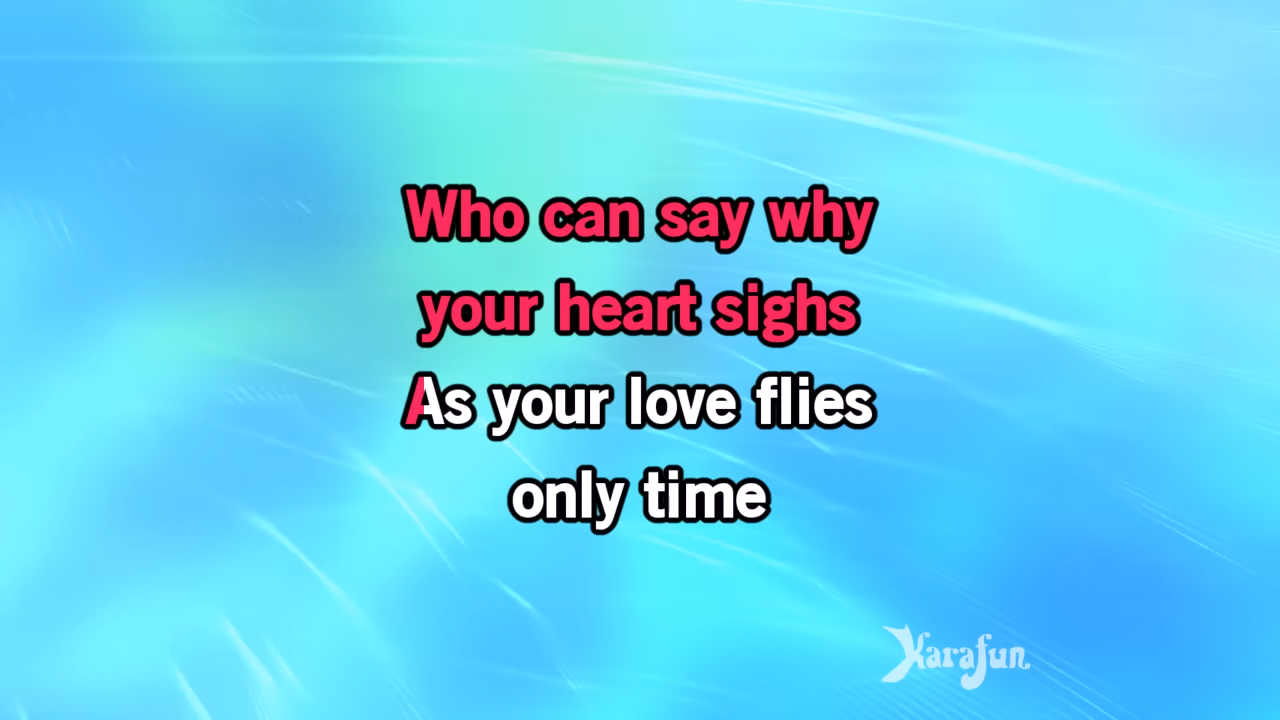 Who can say why
your heart sighs
As your love flies
only time
Karafun